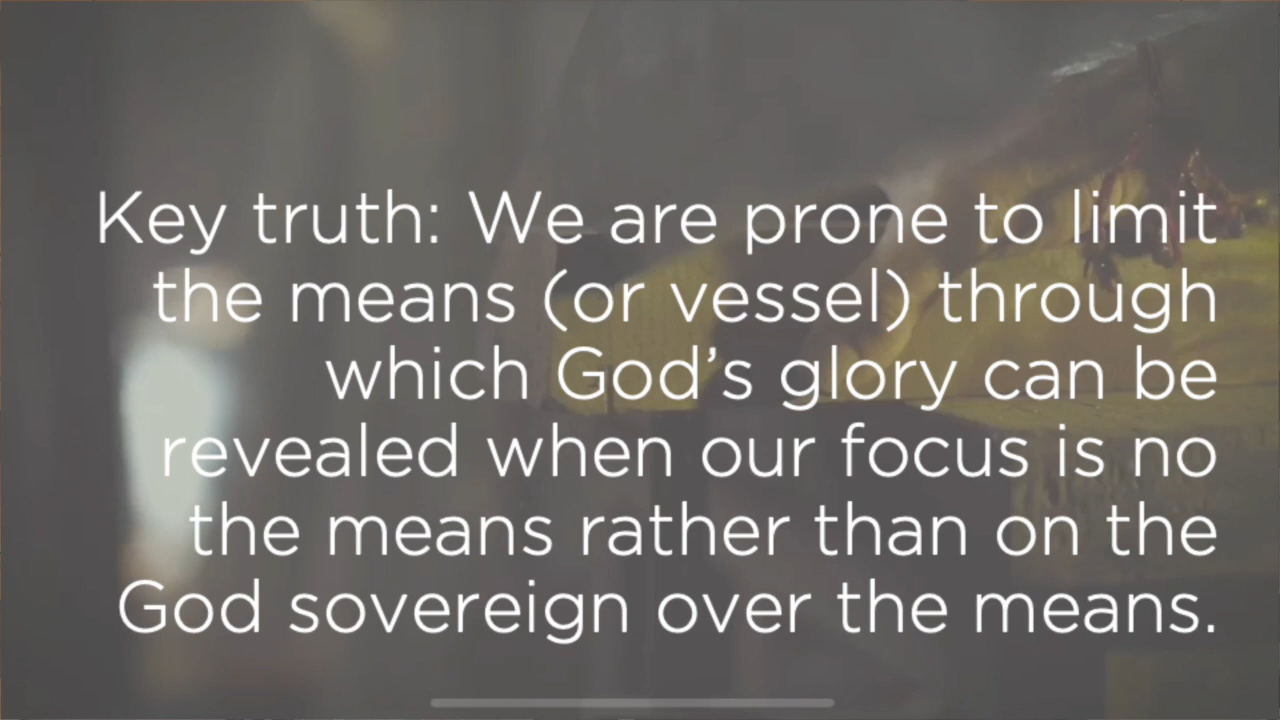 Key truth: We are prone to limit
the means (or vessel) through
which God’s glory can be
revealed when our focus is no
the means rather than on the
God sovereign over the means.